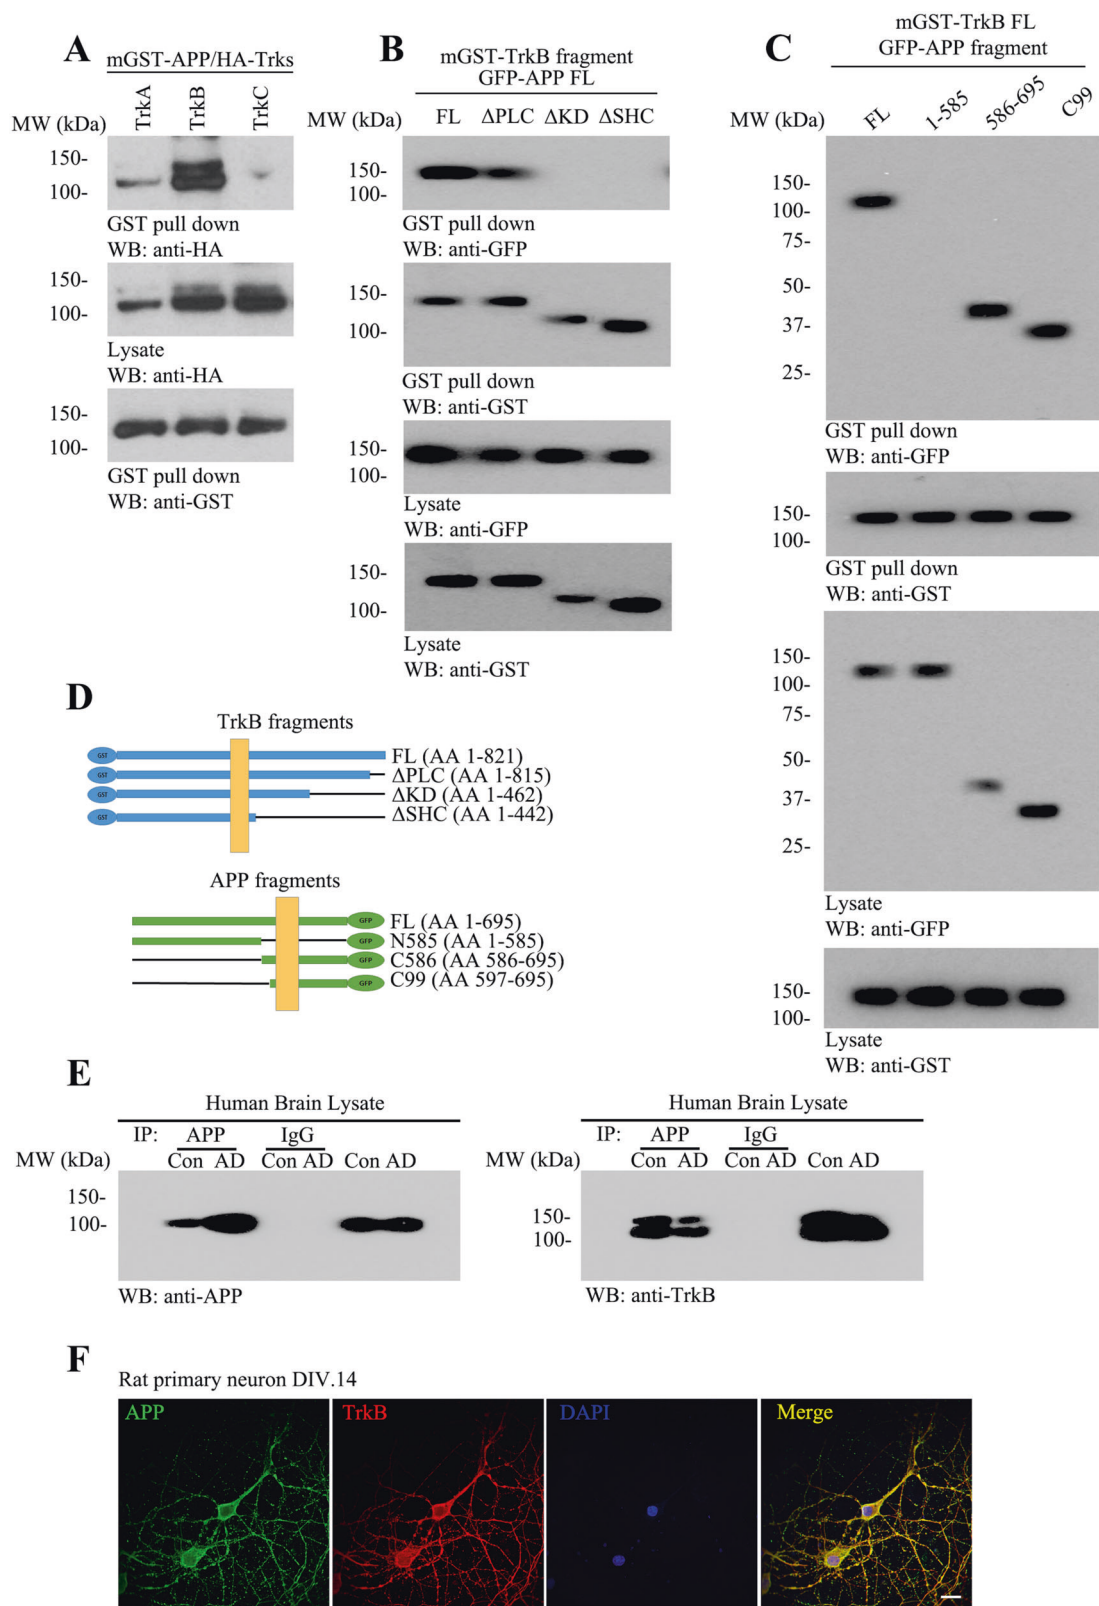 A
mGST-APP/HA-Trks
TrkA
TrkB
TrkC
MW (kDa)
150-
100-
GST pull down
WB: anti-HA
150-
100-
Lysate
WB: anti-HA
150-
100-
GST pull down
WB: anti-GST
B
mGST-TrkB fragment
GFP-APP FL
MW (kDa)
FL ΔPLC ΔKD ΔSHC
150-
100-
GST pull down
WB: anti-GFP
150-
100-
GST pull down
WB: anti-GST
150-
100-
Lysate
WB: anti-GFP
150-
100-
Lysate
WB: anti-GST
C
mGST-TrkB FL
GFP-APP fragment
MW (kDa)
FL
1-585
586-695
C99
150-
100-
75-
50-
37-
25-
GST pull down
WB: anti-GFP
150-
100-
GST pull down
WB: anti-GST
150-
100-
75-
50-
37-
25-
Lysate
WB: anti-GFP
150-
100-
Lysate
WB: anti-GST
D
TrkB fragments
GST FL (AA 1-821)
GST ΔPLC (AA 1-815)
GST ΔKD (AA 1-462)
GST ΔSHC (AA 1-442)
APP fragments
GFP FL (AA 1-695)
GFP N585 (AA 1-585)
GFP C586 (AA 586-695)
GFP C99 (AA 597-695)
E
Human Brain Lysate
IP: APP IgG
MW (kDa) Con AD Con AD Con AD
150-
100-
WB: anti-APP
Human Brain Lysate
IP: APP IgG
MW (kDa) Con AD Con AD Con AD
150-
100-
WB: anti-TrkB
F
Rat primary neuron DIV.14
APP
TrkB
DAPI
Merge